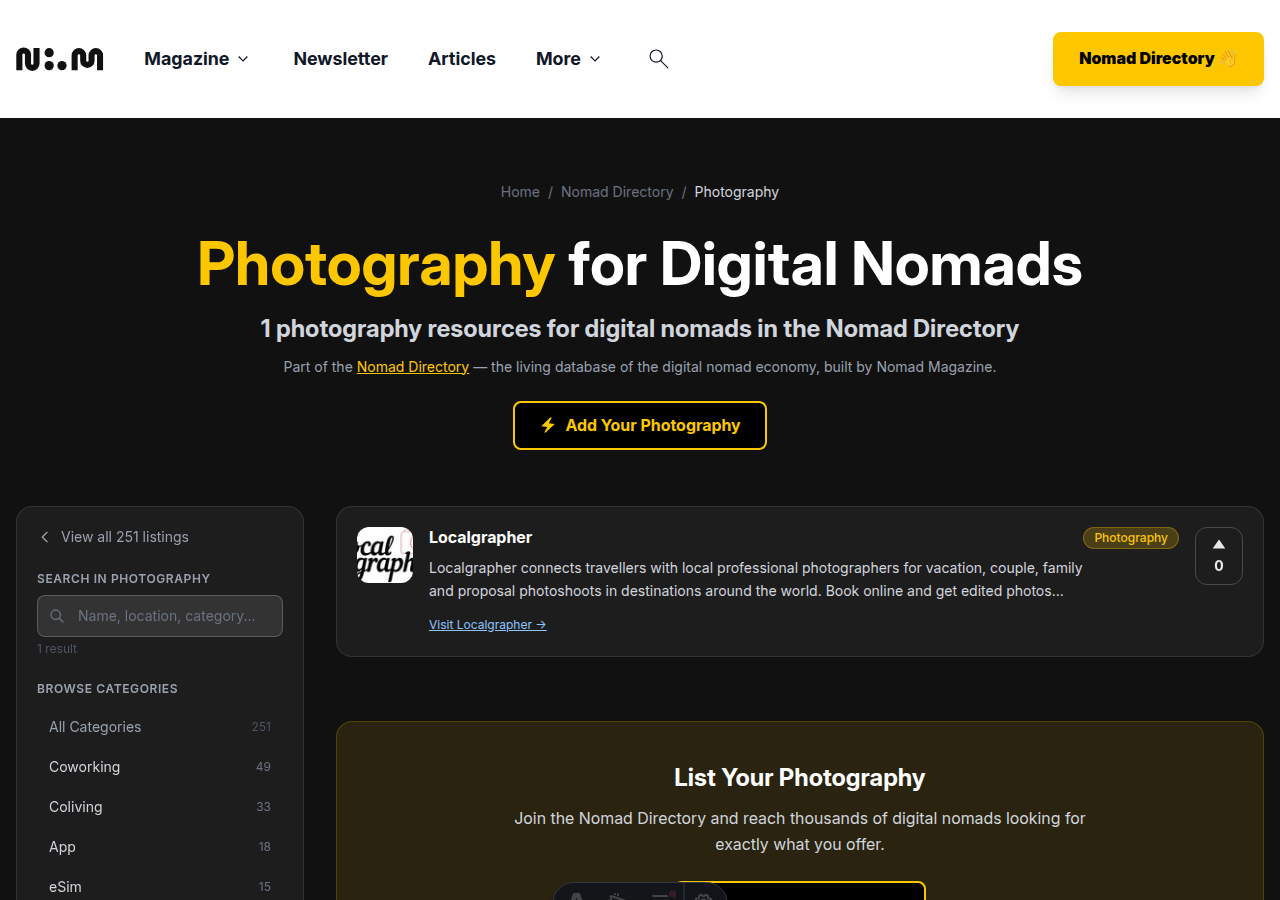 N:.M
Magazine
Newsletter
Articles
More
Nomad Directory 👋
Home / Nomad Directory / Photography
Photography for Digital Nomads
1 photography resources for digital nomads in the Nomad Directory
Part of the Nomad Directory — the living database of the digital nomad economy, built by Nomad Magazine.
⚡ Add Your Photography
View all 251 listings
SEARCH IN PHOTOGRAPHY
Name, location, category...
1 result
BROWSE CATEGORIES
All Categories 251
Coworking 49
Coliving 33
App 18
eSim 15
Localgrapher
Photography
0
Localgrapher connects travellers with local professional photographers for vacation, couple, family
and proposal photoshoots in destinations around the world. Book online and get edited photos...
Visit Localgrapher →
List Your Photography
Join the Nomad Directory and reach thousands of digital nomads looking for
exactly what you offer.